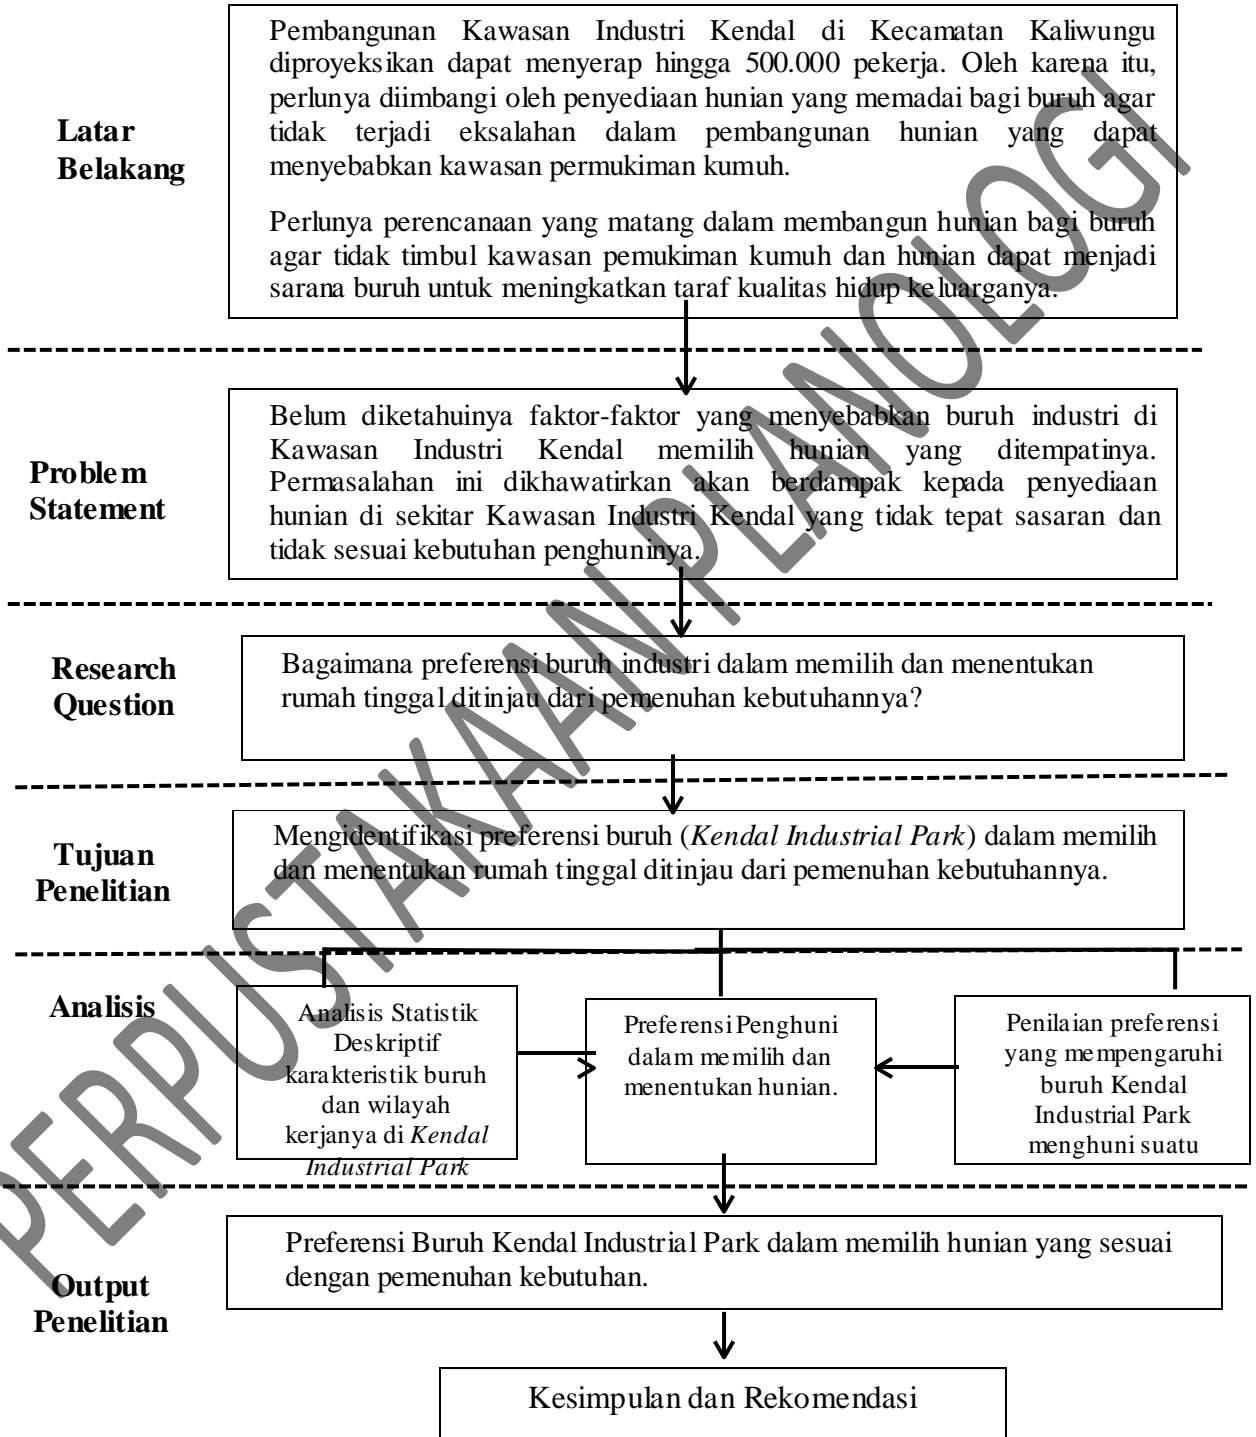 Latar
Belakang
Pembangunan Kawasan Industri Kendal di Kecamatan Kaliwungu
diproyeksikan dapat menyerap hingga 500.000 pekerja. Oleh karena itu,
perlunya diimbangi oleh penyediaan hunian yang memadai bagi buruh agar
tidak terjadi eksalahan dalam pembangunan hunian yang dapat
menyebabkan kawasan permukiman kumuh.
Perlunya perencanaan yang matang dalam membangun hunian bagi buruh
agar tidak timbul kawasan pemukiman kumuh dan hunian dapat menjadi
sarana buruh untuk meningkatkan taraf kualitas hidup keluarganya.
Problem
Statement
Belum diketahuinya faktor-faktor yang menyebabkan buruh industri di
Kawasan Industri Kendal memilih hunian yang ditempatinya.
Permasalahan ini dikhawatirkan akan berdampak kepada penyediaan
hunian di sekitar Kawasan Industri Kendal yang tidak tepat sasaran dan
tidak sesuai kebutuhan penghuninya.
Research
Question
Bagaimana preferensi buruh industri dalam memilih dan menentukan
rumah tinggal ditinjau dari pemenuhan kebutuhannya?
Tujuan
Penelitian
Mengidentifikasi preferensi buruh (Kendal Industrial Park) dalam memilih
dan menentukan rumah tinggal ditinjau dari pemenuhan kebutuhannya.
Analisis
Analisis Statistik
Deskriptif
karakteristik buruh
dan wilayah
kerjanya di Kendal
Industrial Park
Preferensi Penghuni
dalam memilih dan
menentukan hunian.
Penilaian preferensi
yang mempengaruhi
buruh Kendal
Industrial Park
menghuni suatu
Output
Penelitian
Preferensi Buruh Kendal Industrial Park dalam memilih hunian yang sesuai
dengan pemenuhan kebutuhan.
Kesimpulan dan Rekomendasi
PERPUSTAKAAN PLANOLOGI